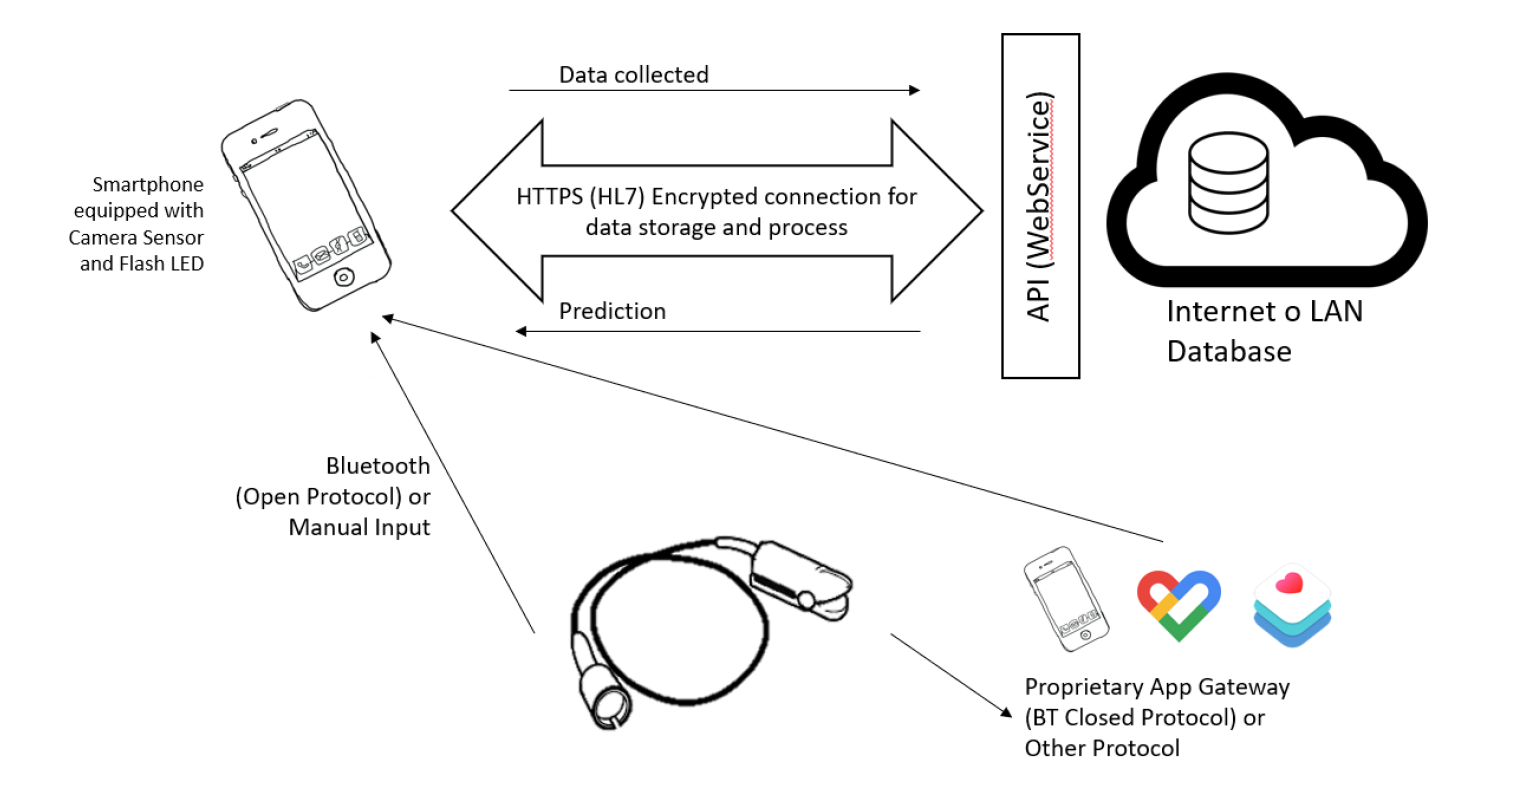 Data collected
Smartphone
equipped with
Camera Sensor
and Flash LED
HTTPS (HL7) Encrypted connection for
data storage and process
Prediction
API (WebService)
Internet o LAN
Database
Bluetooth
(Open Protocol) or
Manual Input
Proprietary App Gateway
(BT Closed Protocol) or
Other Protocol